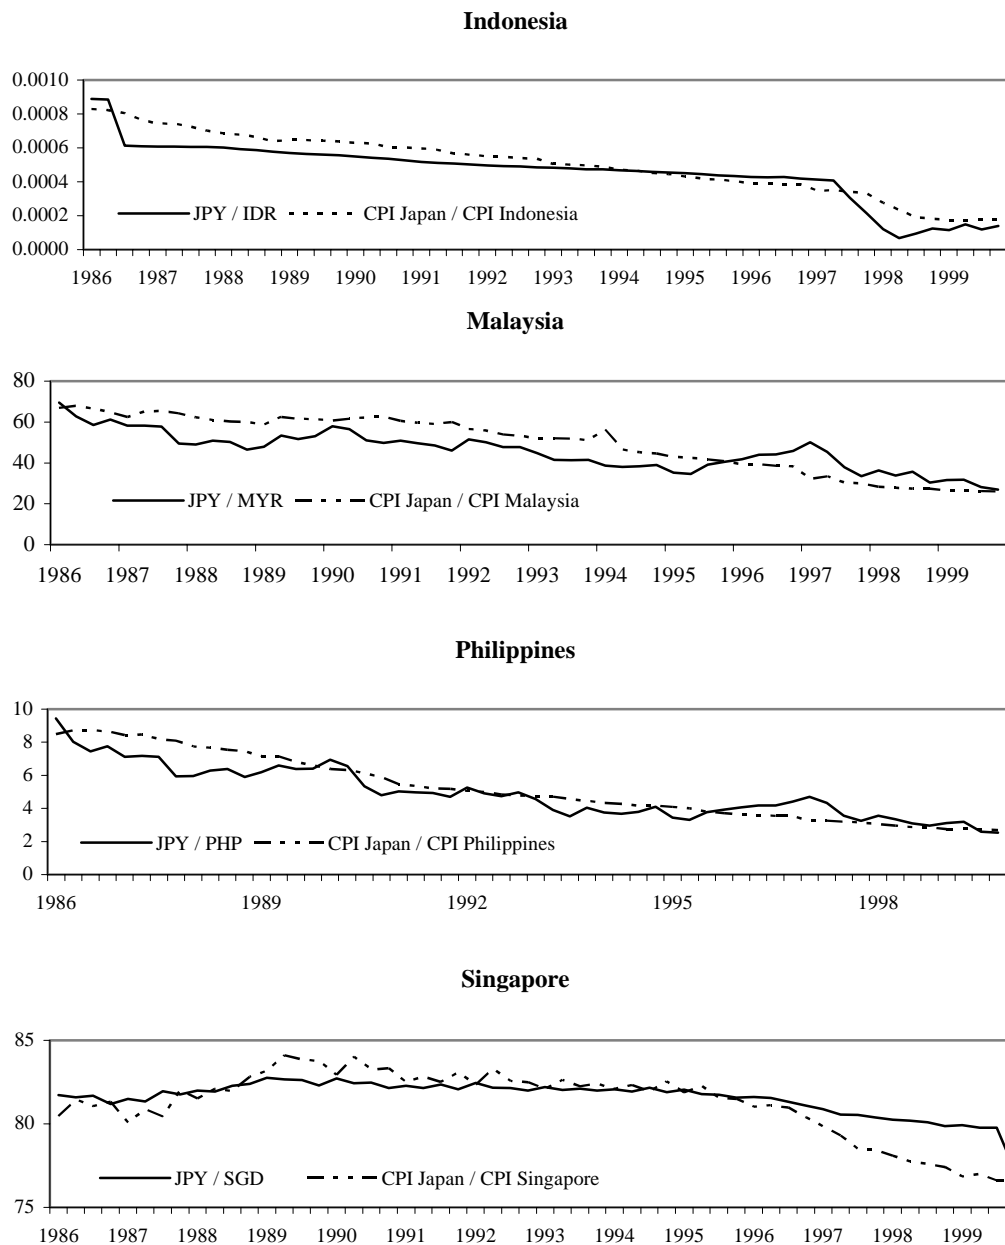 Indonesia
0.0010
0.0008
0.0006
0.0004
0.0002
0.0000
JPY / IDR CPI Japan / CPI Indonesia
1986 1987 1988 1989 1990 1991 1992 1993 1994 1995 1996 1997 1998 1999
Malaysia
80
60
40
20
0
JPY / MYR CPI Japan / CPI Malaysia
1986 1987 1988 1989 1990 1991 1992 1993 1994 1995 1996 1997 1998 1999
Philippines
10
8
6
4
2
0
JPY / PHP CPI Japan / CPI Philippines
1986 1989 1992 1995 1998
Singapore
85
80
75
JPY / SGD CPI Japan / CPI Singapore
1986 1987 1988 1989 1990 1991 1992 1993 1994 1995 1996 1997 1998 1999